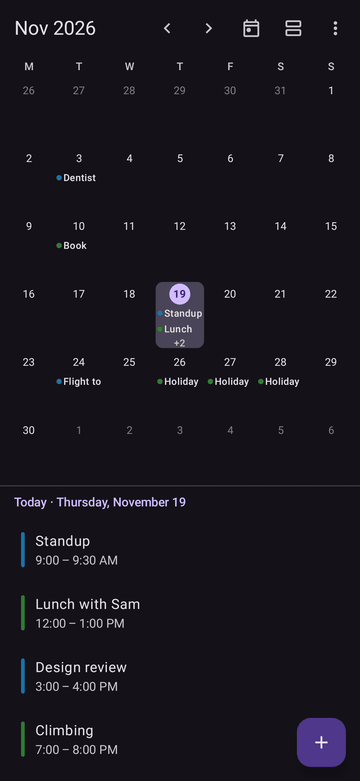 Nov 2026
M T W T F S S
26 27 28 29 30 31 1
2 3 4 5 6 7 8
Dentist
9 10 11 12 13 14 15
Book
16 17 18 19 20 21 22
Standup
Lunch
+2
23 24 25 26 27 28 29
Flight to Holiday Holiday Holiday
30 1 2 3 4 5 6
Today · Thursday, November 19
Standup
9:00 – 9:30 AM
Lunch with Sam
12:00 – 1:00 PM
Design review
3:00 – 4:00 PM
Climbing
7:00 – 8:00 PM